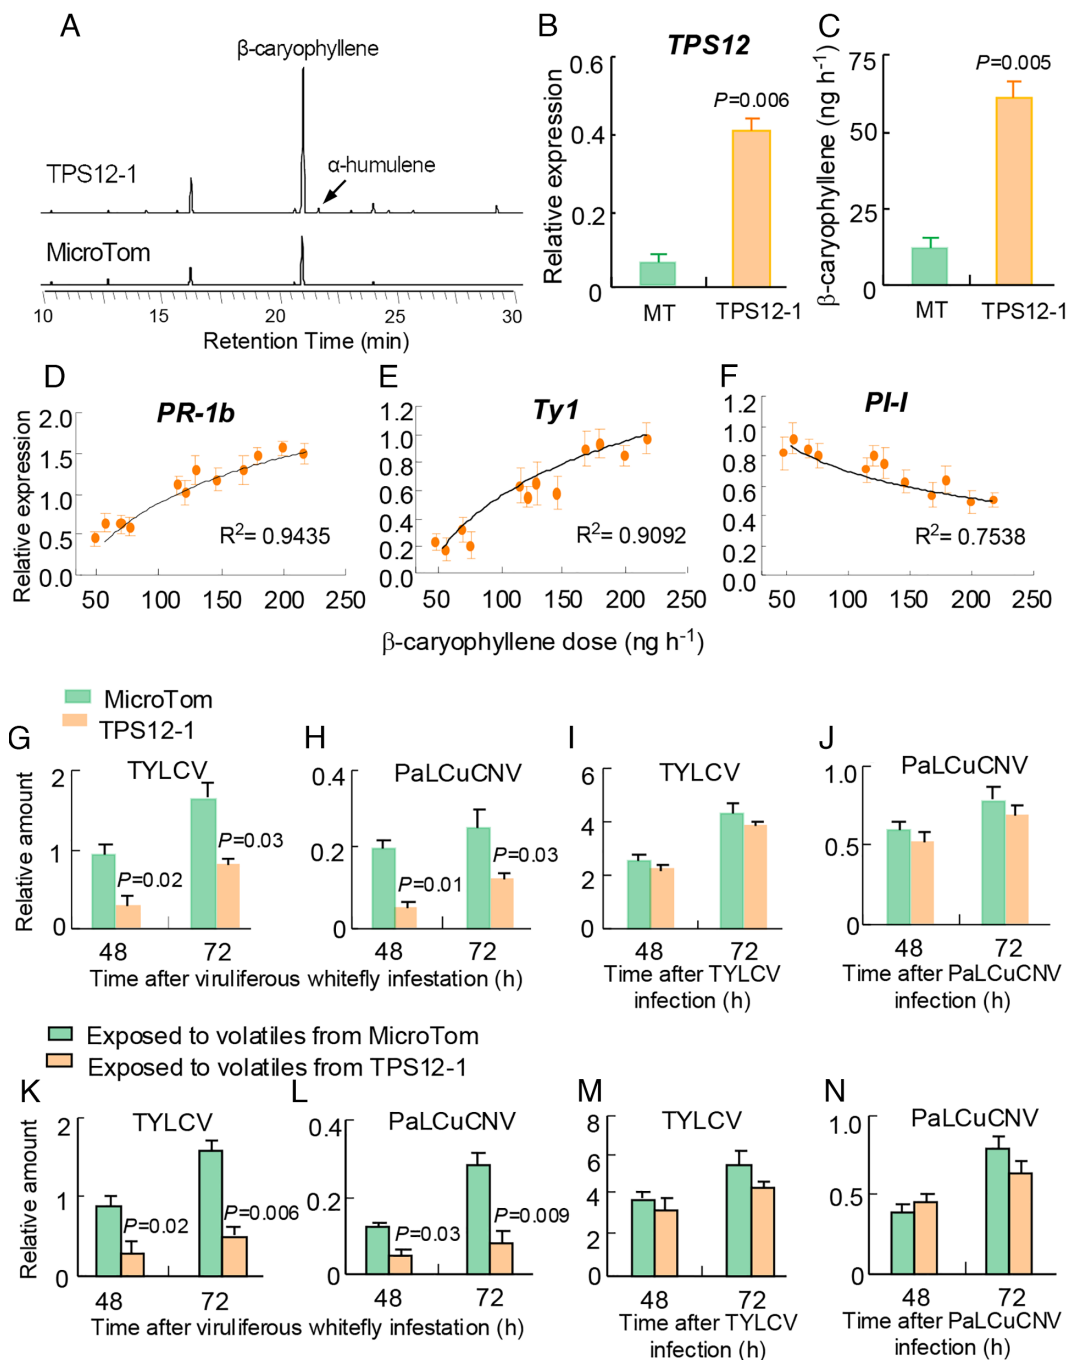 A
β-caryophyllene
TPS12-1
α-humulene
MicroTom
10 15 20 25 30
Retention Time (min)
B
TPS12
Relative expression
0.6
0.4
0.2
0
P=0.006
MT TPS12-1
C
β-caryophyllene (ng h-1)
75
50
25
0
P=0.005
MT TPS12-1
D
PR-1b
Relative expression
2.0
1.5
1.0
0.5
0.0
R2= 0.9435
50 100 150 200 250
E
Ty1
1.2
1.0
0.8
0.6
0.4
0.2
0.0
R2= 0.9092
50 100 150 200 250
F
PI-I
1.2
1.0
0.8
0.6
0.4
0.2
0.0
R2= 0.7538
50 100 150 200 250
β-caryophyllene dose (ng h-1)
MicroTom
TPS12-1
G
TYLCV
Relative amount
2
1
0
P=0.02
P=0.03
48 72
H
PaLCuCNV
0.4
0.2
0
P=0.01
P=0.03
48 72
Time after viruliferous whitefly infestation (h)
I
TYLCV
6
4
2
0
48 72
Time after TYLCV
infection (h)
J
PaLCuCNV
1.0
0.5
0
48 72
Time after PaLCuCNV
infection (h)
Exposed to volatiles from MicroTom
Exposed to volatiles from TPS12-1
K
TYLCV
Relative amount
2
1
0
P=0.02
P=0.006
48 72
L
PaLCuCNV
0.4
0.2
0
P=0.03
P=0.009
48 72
Time after viruliferous whitefly infestation (h)
M
TYLCV
8
6
4
2
0
48 72
Time after TYLCV
infection (h)
N
PaLCuCNV
1.0
0.5
0
48 72
Time after PaLCuCNV
infection (h)